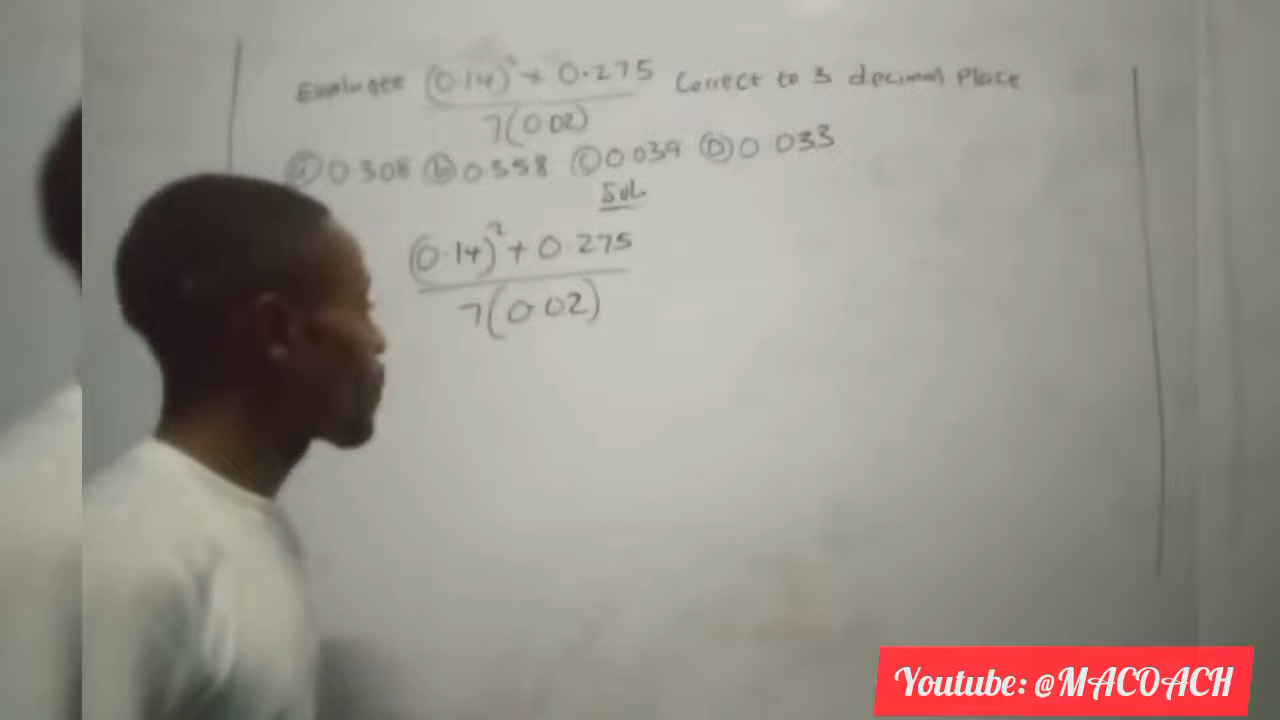 Evaluate (0.14)² + 0.275 Correct to 3 decimal Place
7(0.02)
(a) 0.308 (b) 0.358 (c) 0.039 (D) 0.033
Sol.
(0.14)² + 0.275
7(0.02)
Youtube: @MACOACH